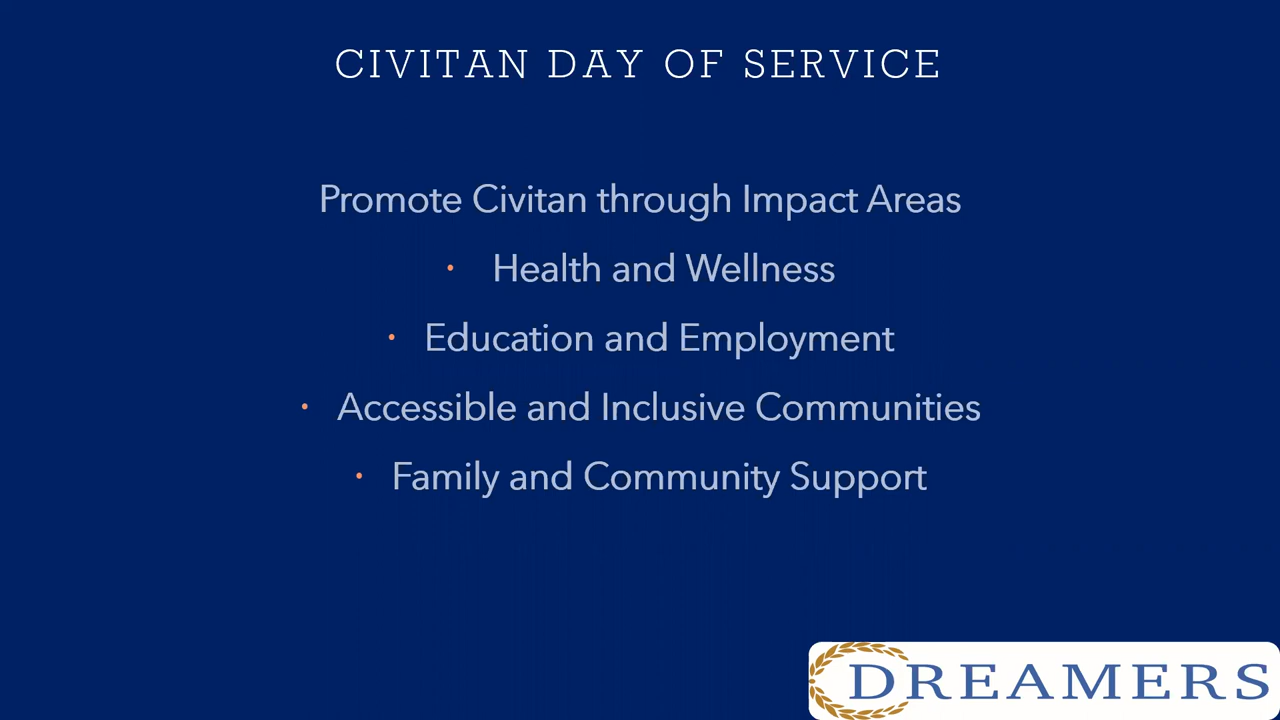 CIVITAN DAY OF SERVICE
Promote Civitan through Impact Areas
• Health and Wellness
• Education and Employment
• Accessible and Inclusive Communities
• Family and Community Support
DREAMERS